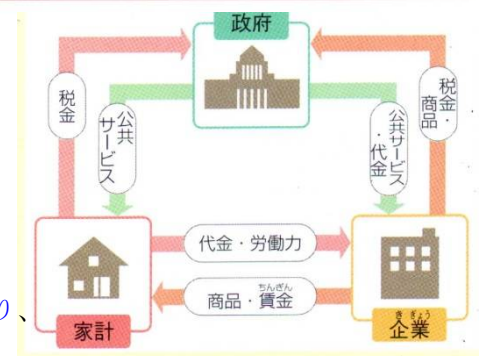 政府
税金
公共
サービス
公共サービス
・代金
税金・
商品
代金・労働力
ちんぎん
商品・賃金
家計
き ぎょう
企業
り、